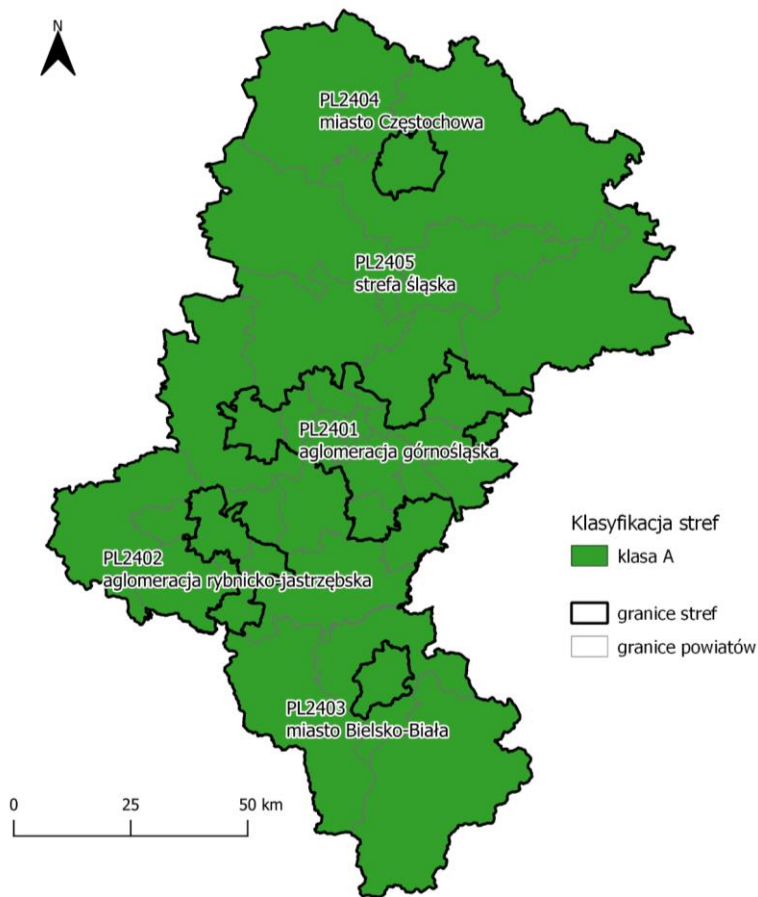 N
PL2404
miasto Częstochowa
PL2405
strefa śląska
PL2401
aglomeracja górnośląska
Klasyfikacja stref
klasa A
PL2402
aglomeracja rybnicko-jastrzębska
granice stref
granice powiatów
PL2403
miasto Bielsko-Biała
0 25 50 km